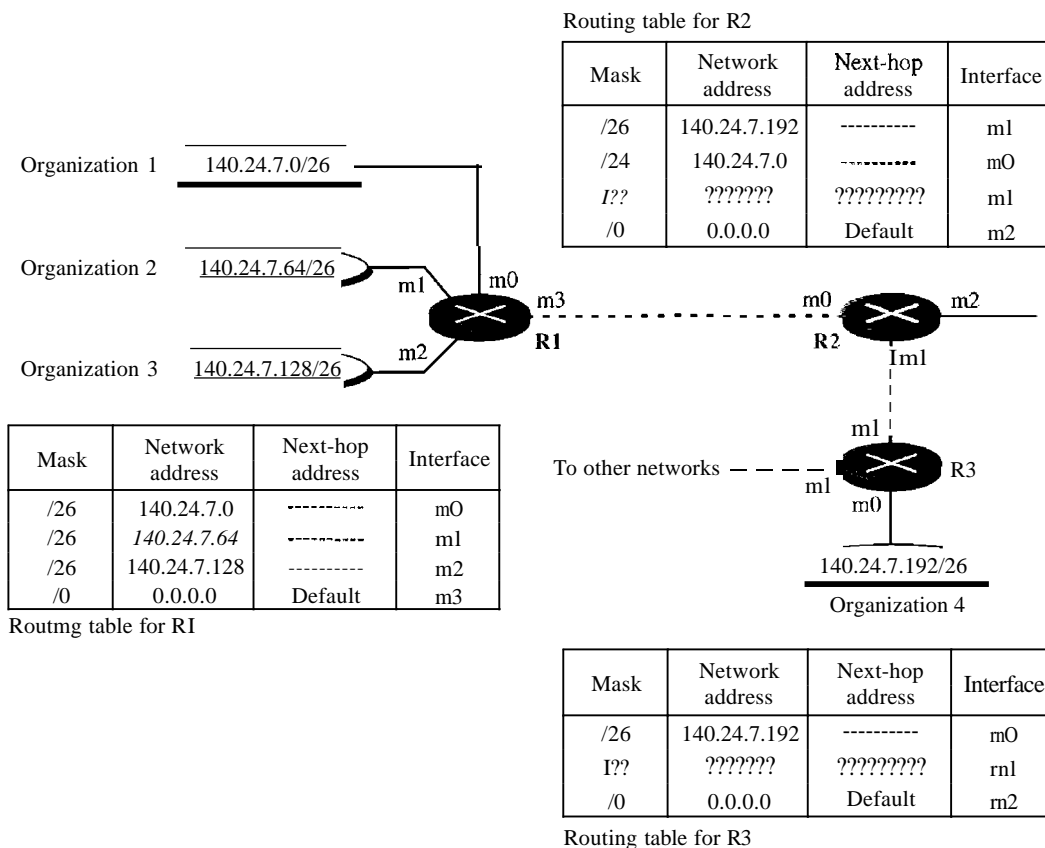 Routing table for R2
Mask Network address Next-hop address Interface
/26 140.24.7.192 ---------- m1
/24 140.24.7.0 ---------- mO
I?? ??????? ????????? m1
/0 0.0.0.0 Default m2
Organization 1 140.24.7.0/26
Organization 2 140.24.7.64/26
m1 m0
m3 m0 m2
R1 R2
Im1
Organization 3 140.24.7.128/26 m2
m1
To other networks R3
m1
m0
140.24.7.192/26
Organization 4
Mask Network address Next-hop address Interface
/26 140.24.7.0 ---------- mO
/26 140.24.7.64 ---------- m1
/26 140.24.7.128 ---------- m2
/0 0.0.0.0 Default m3
Routmg table for RI
Mask Network address Next-hop address Interface
/26 140.24.7.192 ---------- mO
I?? ??????? ????????? rn1
/0 0.0.0.0 Default m2
Routing table for R3